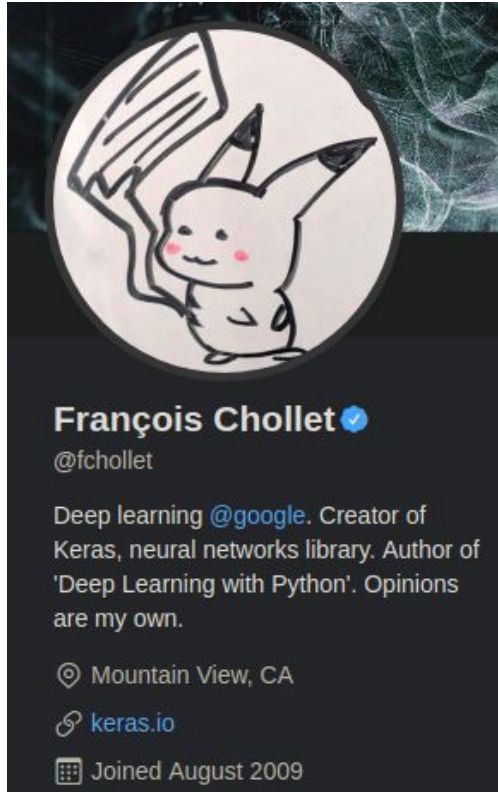 François Chollet
@fchollet
Deep learning @google. Creator of
Keras, neural networks library. Author of
'Deep Learning with Python'. Opinions
are my own.
Mountain View, CA
keras.io
Joined August 2009